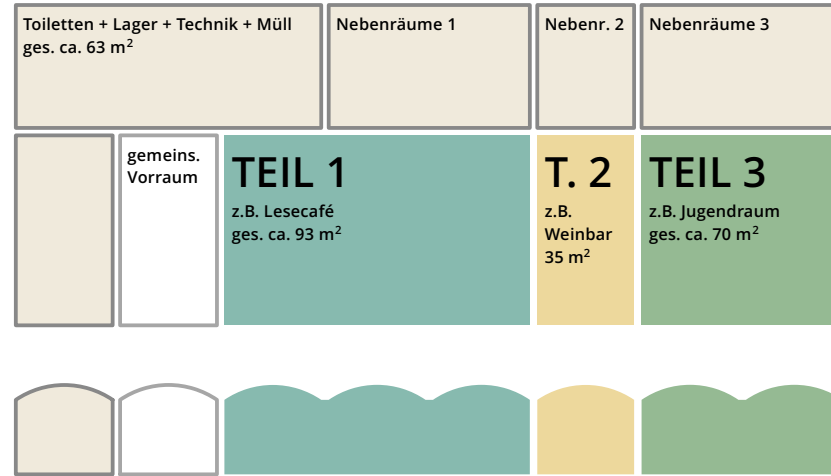 Toiletten + Lager + Technik + Müll
ges. ca. 63 m²
Nebenräume 1
Nebenr. 2
Nebenräume 3
gemeins.
Vorraum
TEIL 1
z.B. Lesecafé
ges. ca. 93 m²
T. 2
z.B.
Weinbar
35 m²
TEIL 3
z.B. Jugendraum
ges. ca. 70 m²